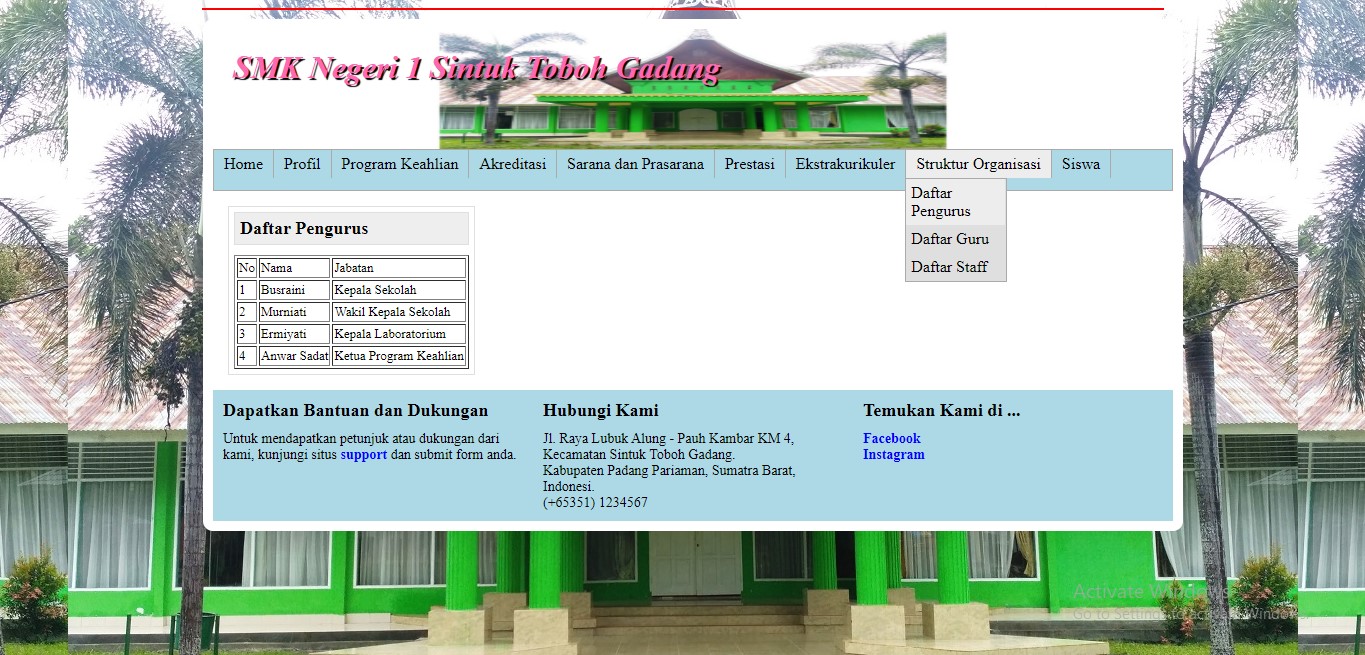 SMK Negeri 1 Sintuk Toboh Gadang
Home Profil Program Keahlian Akreditasi Sarana dan Prasarana Prestasi Ekstrakurikuler Struktur Organisasi Siswa
Daftar
Pengurus
Daftar Guru
Daftar Staff
Daftar Pengurus
No Nama Jabatan
1 Busraini Kepala Sekolah
2 Murniati Wakil Kepala Sekolah
3 Ermiyati Kepala Laboratorium
4 Anwar Sadat Ketua Program Keahlian
Dapatkan Bantuan dan Dukungan
Untuk mendapatkan petunjuk atau dukungan dari
kami, kunjungi situs support dan submit form anda.
Hubungi Kami
Jl. Raya Lubuk Alung - Pauh Kambar KM 4,
Kecamatan Sintuk Toboh Gadang.
Kabupaten Padang Pariaman, Sumatra Barat,
Indonesi.
(+65351) 1234567
Temukan Kami di ...
Facebook
Instagram
Activate Windows
Go to Settings to activate Windows.